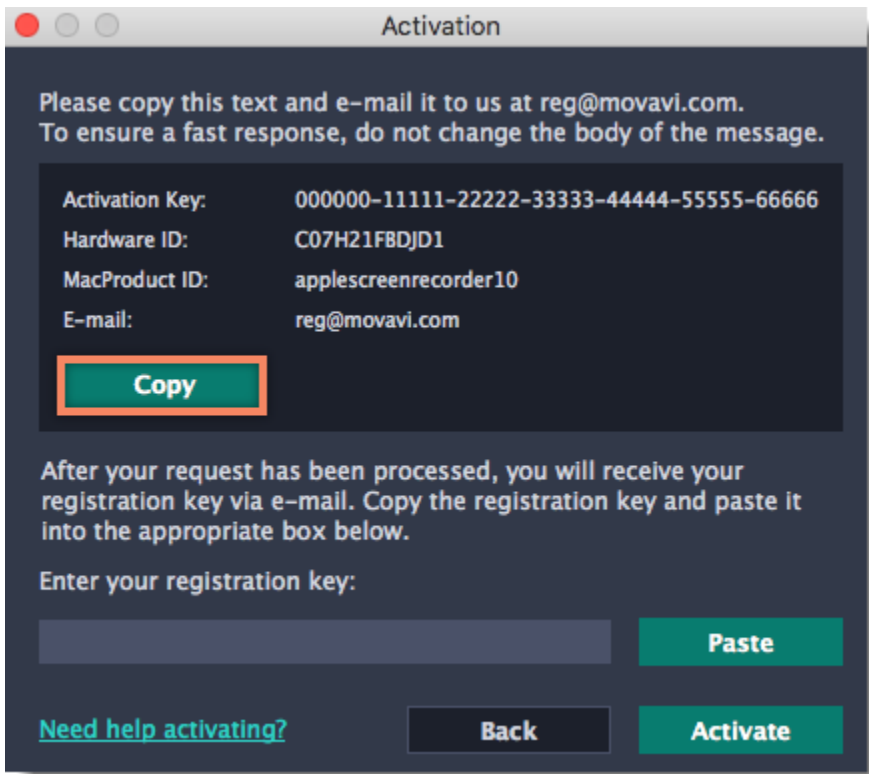 Activation
Please copy this text and e-mail it to us at reg@movavi.com.
To ensure a fast response, do not change the body of the message.
Activation Key: 000000-11111-22222-33333-44444-55555-66666
Hardware ID: C07H21FBDJD1
MacProduct ID: applescreenrecorder10
E-mail: reg@movavi.com
Copy
After your request has been processed, you will receive your
registration key via e-mail. Copy the registration key and paste it
into the appropriate box below.
Enter your registration key:
Paste
Need help activating? Back Activate